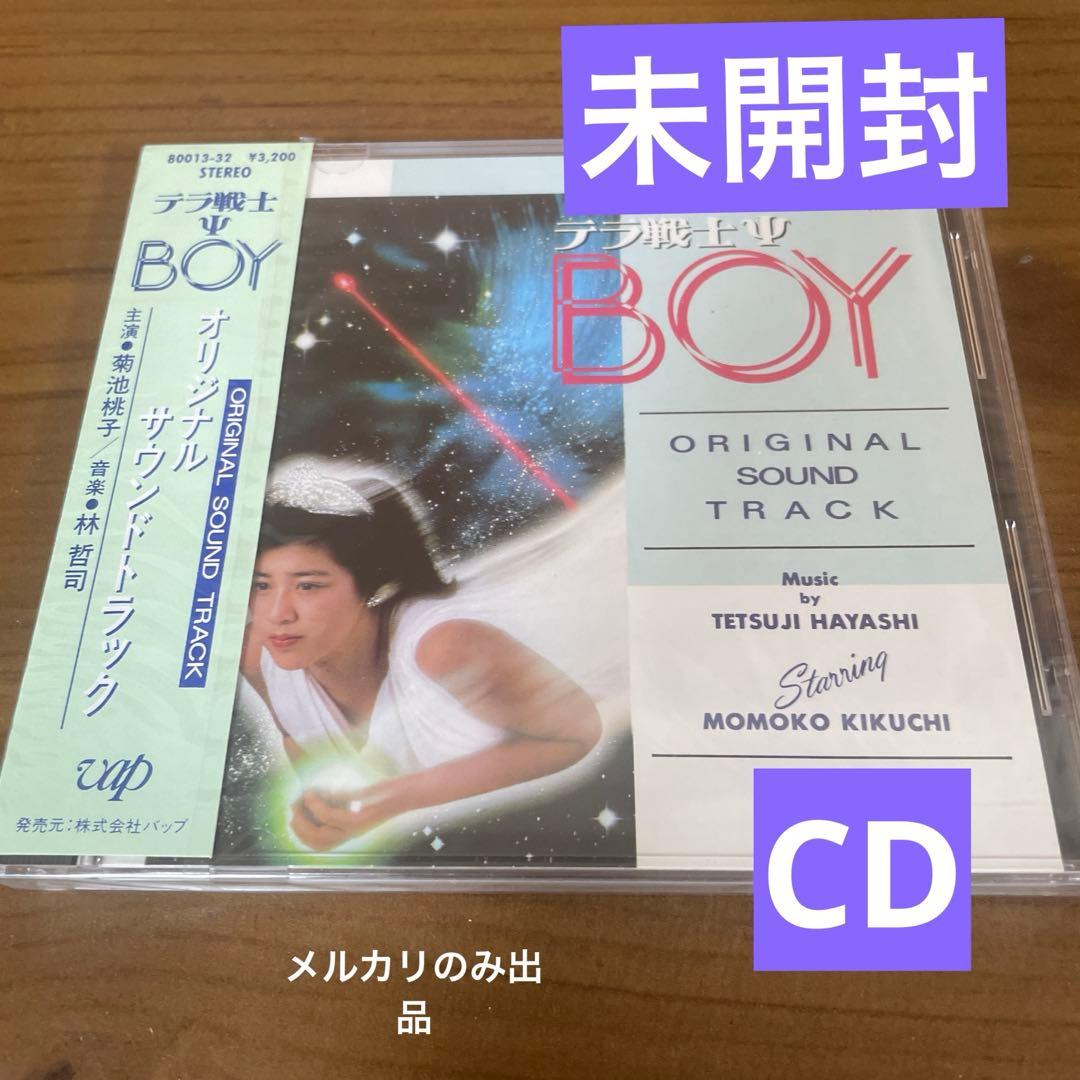 未開封
80013-32 ¥3,200
STEREO
テラ戦士
Ψ
BOY
オリジナル
サウンドトラック
ORIGINAL SOUND TRACK
主演●菊池桃子/音楽●林 哲司
vap
発売元:株式会社バップ
テラ戦士Ψ
BOY
ORIGINAL
SOUND
TRACK
Music
by
TETSUJI HAYASHI
Starring
MOMOKO KIKUCHI
CD
メルカリのみ出
品